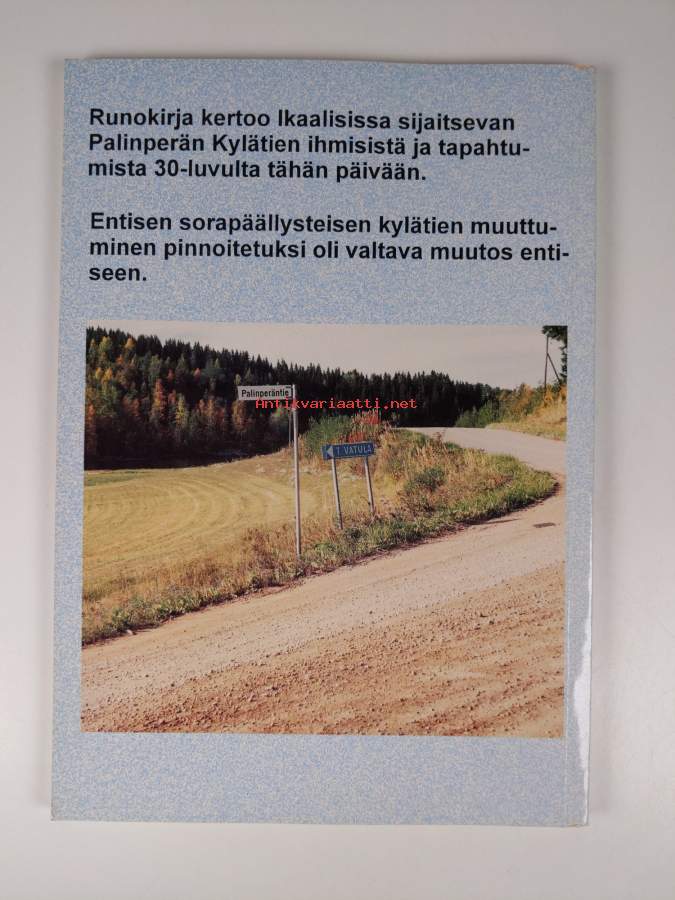 Runokirja kertoo Ikaalisissa sijaitsevan
Palinperän Kylätien ihmisistä ja tapahtu-
mista 30-luvulta tähän päivään.
Entisen sorapäällysteisen kylätien muuttu-
minen pinnoitetuksi oli valtava muutos enti-
seen.
Palinperäntie
Antikvariaatti.net
7 VATULA